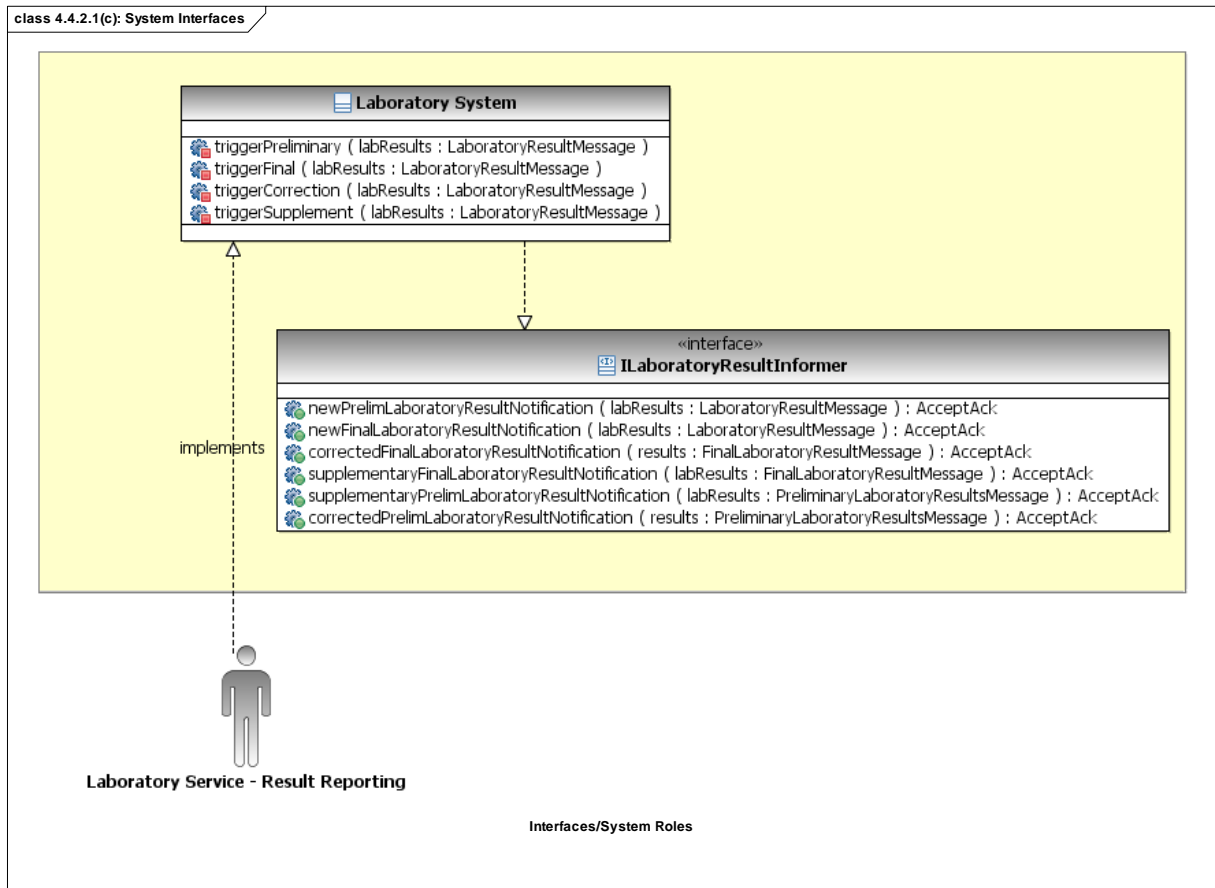 class 4.4.2.1(c): System Interfaces
Laboratory System
triggerPreliminary ( labResults : LaboratoryResultMessage )
triggerFinal ( labResults : LaboratoryResultMessage )
triggerCorrection ( labResults : LaboratoryResultMessage )
triggerSupplement ( labResults : LaboratoryResultMessage )
«interface»
ILaboratoryResultInformer
newPrelimLaboratoryResultNotification ( labResults : LaboratoryResultMessage ) : AcceptAck
newFinalLaboratoryResultNotification ( labResults : LaboratoryResultMessage ) : AcceptAck
correctedFinalLaboratoryResultNotification ( results : FinalLaboratoryResultMessage ) : AcceptAck
supplementaryFinalLaboratoryResultNotification ( labResults : FinalLaboratoryResultMessage ) : AcceptAck
supplementaryPrelimLaboratoryResultNotification ( labResults : PreliminaryLaboratoryResultsMessage ) : AcceptAck
correctedPrelimLaboratoryResultNotification ( results : PreliminaryLaboratoryResultsMessage ) : AcceptAck
implements
Laboratory Service - Result Reporting
Interfaces/System Roles